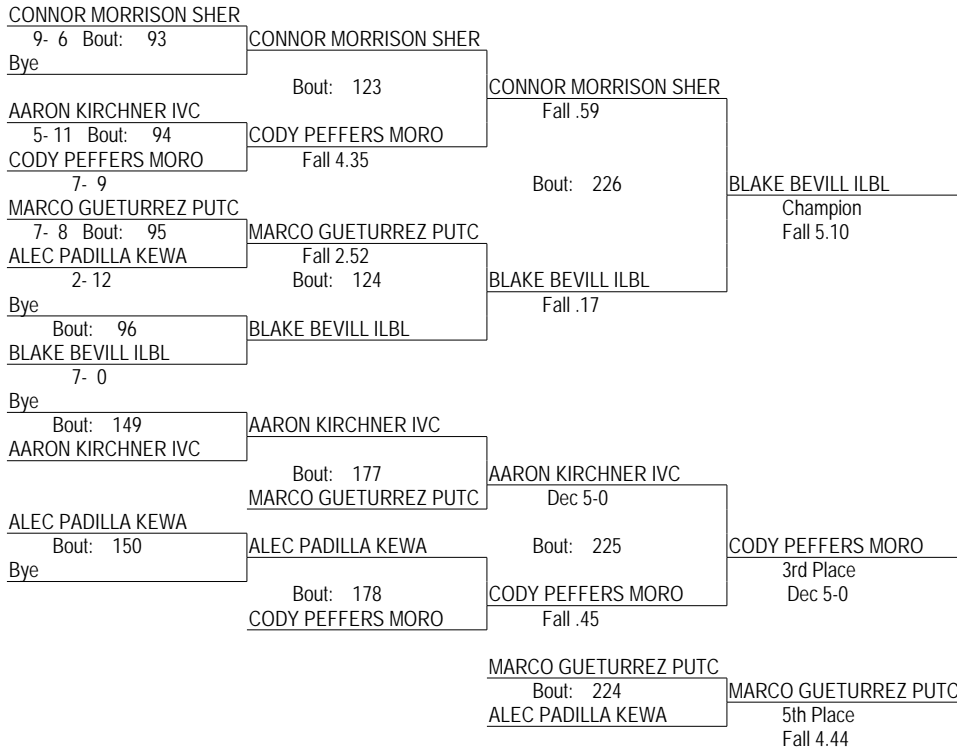 CONNOR MORRISON SHER
9- 6 Bout: 93
CONNOR MORRISON SHER
Bye
Bout: 123
CONNOR MORRISON SHER
AARON KIRCHNER IVC
Fall .59
5- 11 Bout: 94
CODY PEFFERS MORO
CODY PEFFERS MORO
Fall 4.35
7- 9
Bout: 226
BLAKE BEVILL ILBL
MARCO GUETURREZ PUTC
Champion
7- 8 Bout: 95
MARCO GUETURREZ PUTC
Fall 5.10
ALEC PADILLA KEWA
Fall 2.52
2- 12
Bout: 124
BLAKE BEVILL ILBL
Bye
Fall .17
Bout: 96
BLAKE BEVILL ILBL
BLAKE BEVILL ILBL
7- 0
Bye
Bout: 149
AARON KIRCHNER IVC
AARON KIRCHNER IVC
Bout: 177
AARON KIRCHNER IVC
MARCO GUETURREZ PUTC
Dec 5-0
ALEC PADILLA KEWA
Bout: 150
ALEC PADILLA KEWA
Bout: 225
CODY PEFFERS MORO
Bye
3rd Place
Bout: 178
CODY PEFFERS MORO
Dec 5-0
CODY PEFFERS MORO
Fall .45
MARCO GUETURREZ PUTC
Bout: 224
MARCO GUETURREZ PUTC
ALEC PADILLA KEWA
5th Place
Fall 4.44